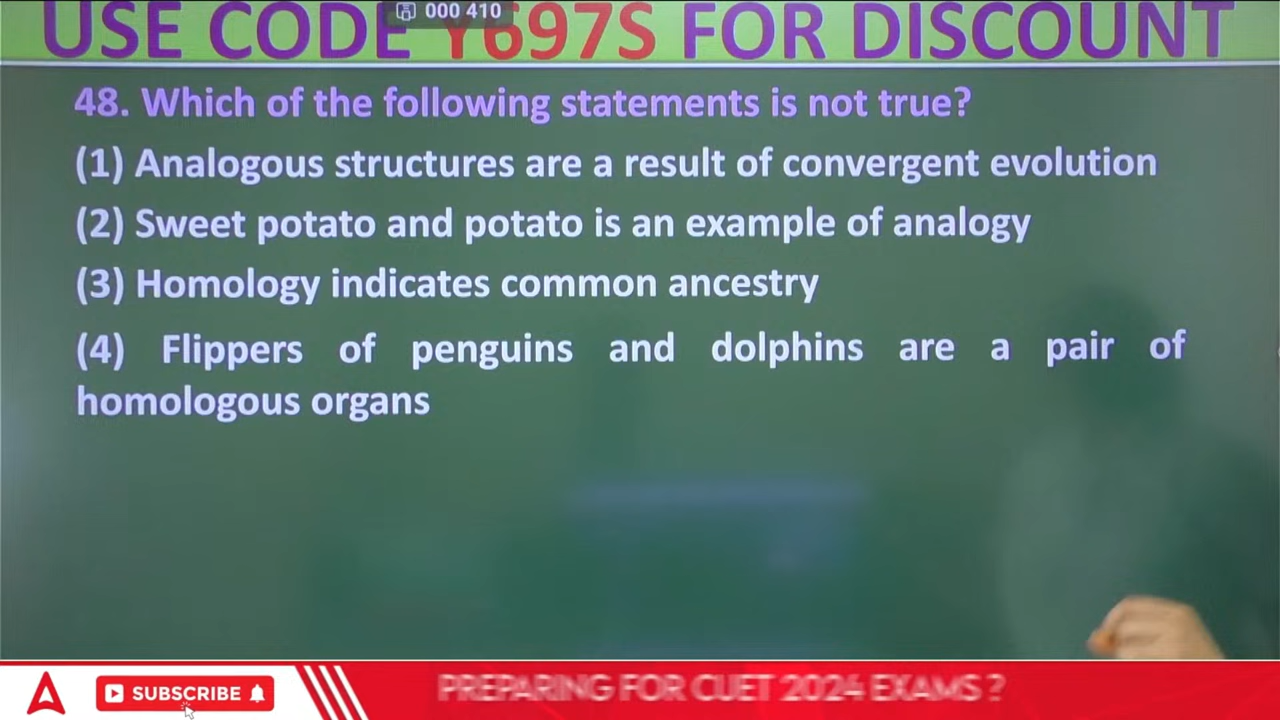 USE CODE Y697S FOR DISCOUNT
000 410
48. Which of the following statements is not true?
(1) Analogous structures are a result of convergent evolution
(2) Sweet potato and potato is an example of analogy
(3) Homology indicates common ancestry
(4) Flippers of penguins and dolphins are a pair of
homologous organs
SUBSCRIBE
PREPARING FOR CUET 2024 EXAMS ?